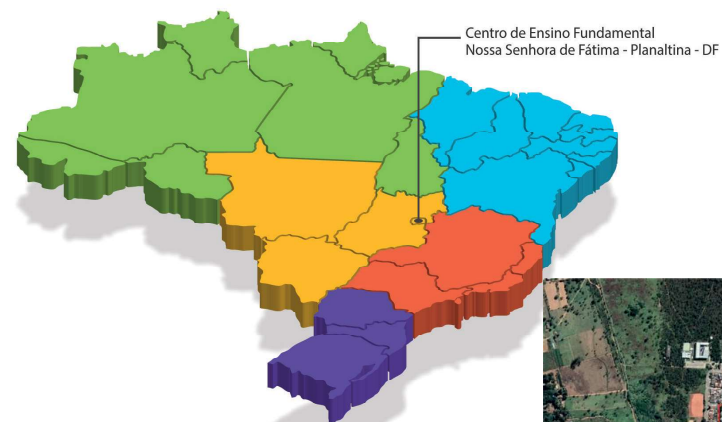 Centro de Ensino Fundamental
Nossa Senhora de Fátima - Planaltina - DF